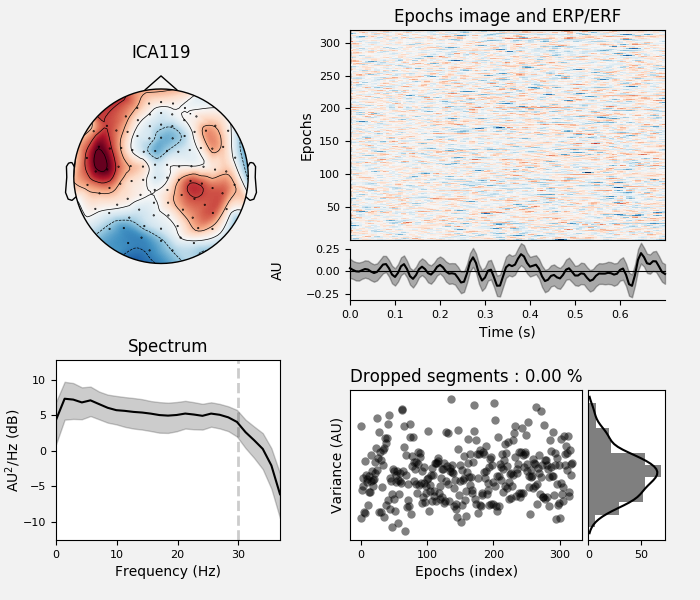 ICA119
Epochs image and ERP/ERF
Epochs
300
250
200
150
100
50
AU
0.25
0.00
−0.25
0.0 0.1 0.2 0.3 0.4 0.5 0.6
Time (s)
Spectrum
AU²/Hz (dB)
10
5
0
−5
−10
0 10 20 30
Frequency (Hz)
Dropped segments : 0.00 %
Variance (AU)
0 100 200 300
Epochs (index)
0 50